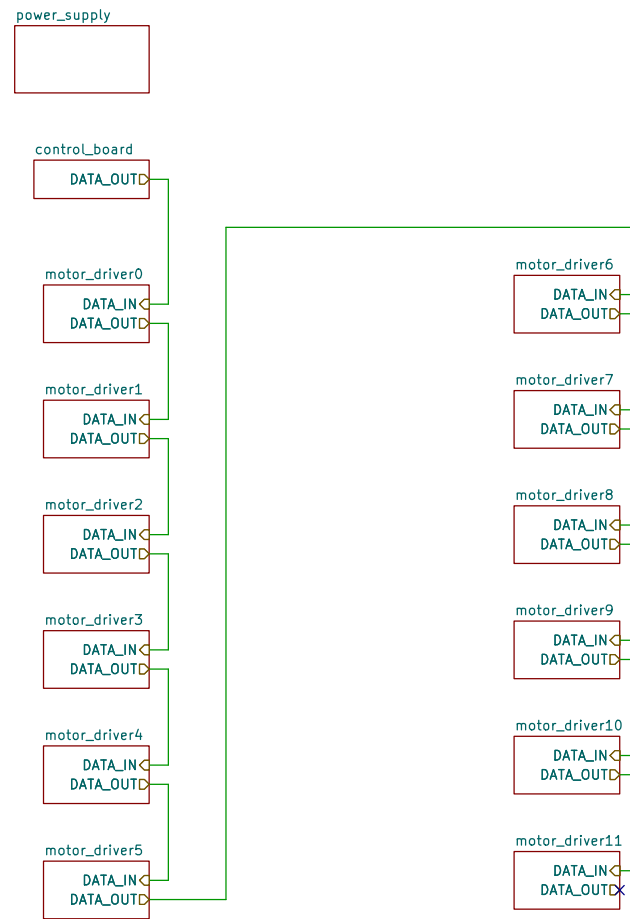 power_supply
control_board
DATA_OUT
motor_driver0
DATA_IN
DATA_OUT
motor_driver1
DATA_IN
DATA_OUT
motor_driver2
DATA_IN
DATA_OUT
motor_driver3
DATA_IN
DATA_OUT
motor_driver4
DATA_IN
DATA_OUT
motor_driver5
DATA_IN
DATA_OUT
motor_driver6
DATA_IN
DATA_OUT
motor_driver7
DATA_IN
DATA_OUT
motor_driver8
DATA_IN
DATA_OUT
motor_driver9
DATA_IN
DATA_OUT
motor_driver10
DATA_IN
DATA_OUT
motor_driver11
DATA_IN
DATA_OUT